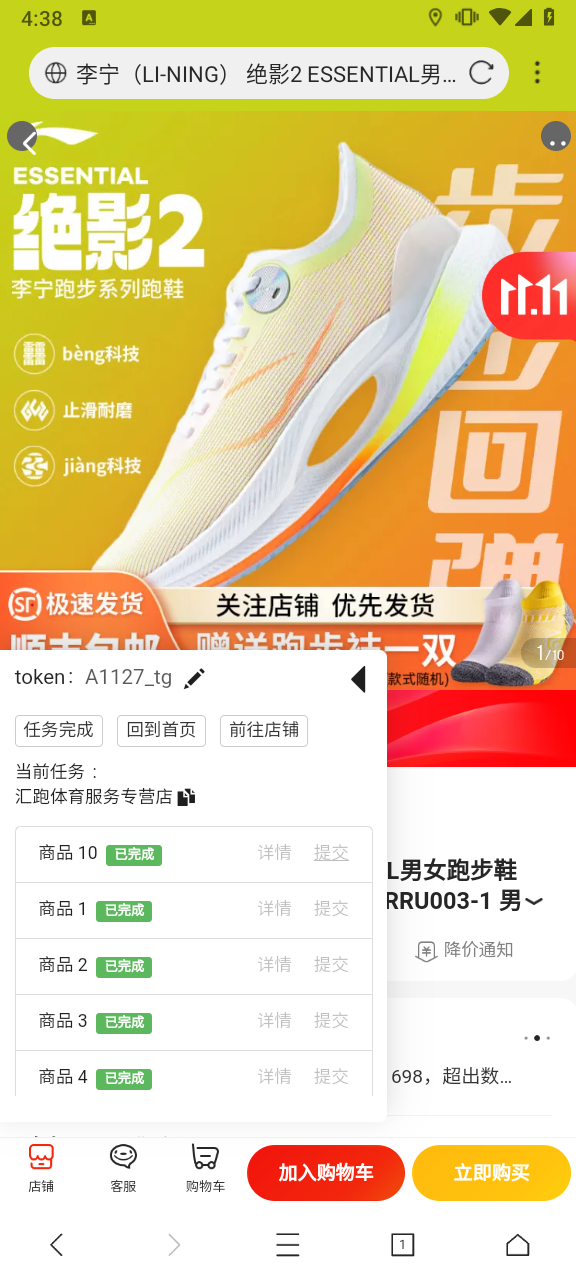 4:38
李宁（LI-NING） 绝影2 ESSENTIAL男…
ESSENTIAL
绝影2
李宁跑步系列跑鞋
bèng科技
止滑耐磨
jiàng科技
步
步
回
弹
11.11
SF 极速发货
关注店铺 优先发货
顺丰包邮
赠送跑步袜一双
款式随机)
1/10
token：A1127_tg
任务完成
回到首页
前往店铺
当前任务：
汇跑体育服务专营店
商品 10 已完成 详情 提交
商品 1 已完成 详情 提交
商品 2 已完成 详情 提交
商品 3 已完成 详情 提交
商品 4 已完成 详情 提交
L男女跑步鞋
RRU003-1 男
降价通知
698，超出数…
店铺
客服
购物车
加入购物车
立即购买
1